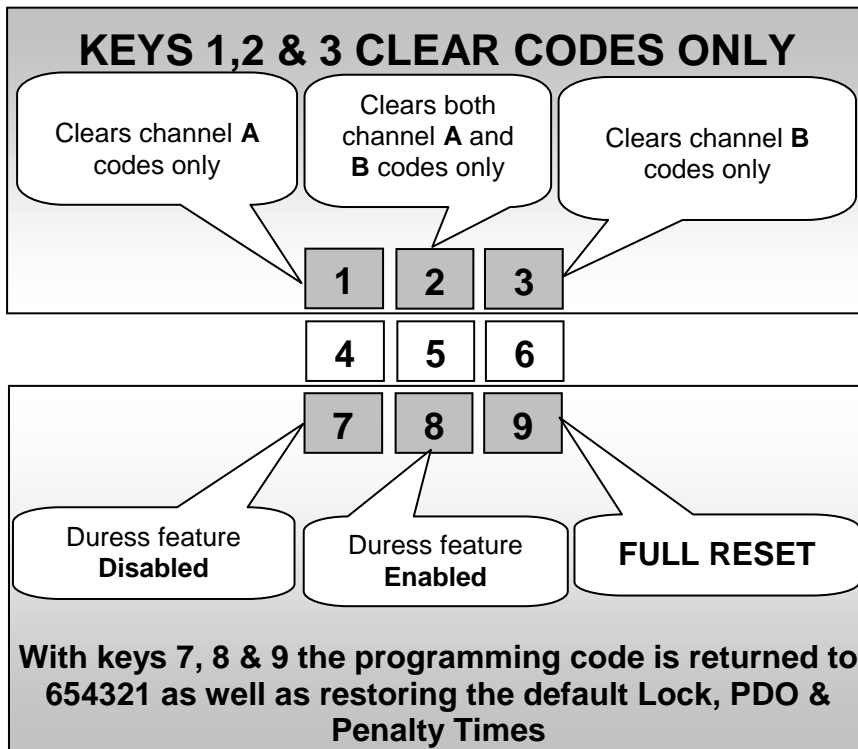 KEYS 1,2 & 3 CLEAR CODES ONLY
Clears channel A
codes only
Clears both
channel A and
B codes only
Clears channel B
codes only
1 2 3
4 5 6
7 8 9
Duress feature
Disabled
Duress feature
Enabled
FULL RESET
With keys 7, 8 & 9 the programming code is returned to
654321 as well as restoring the default Lock, PDO &
Penalty Times